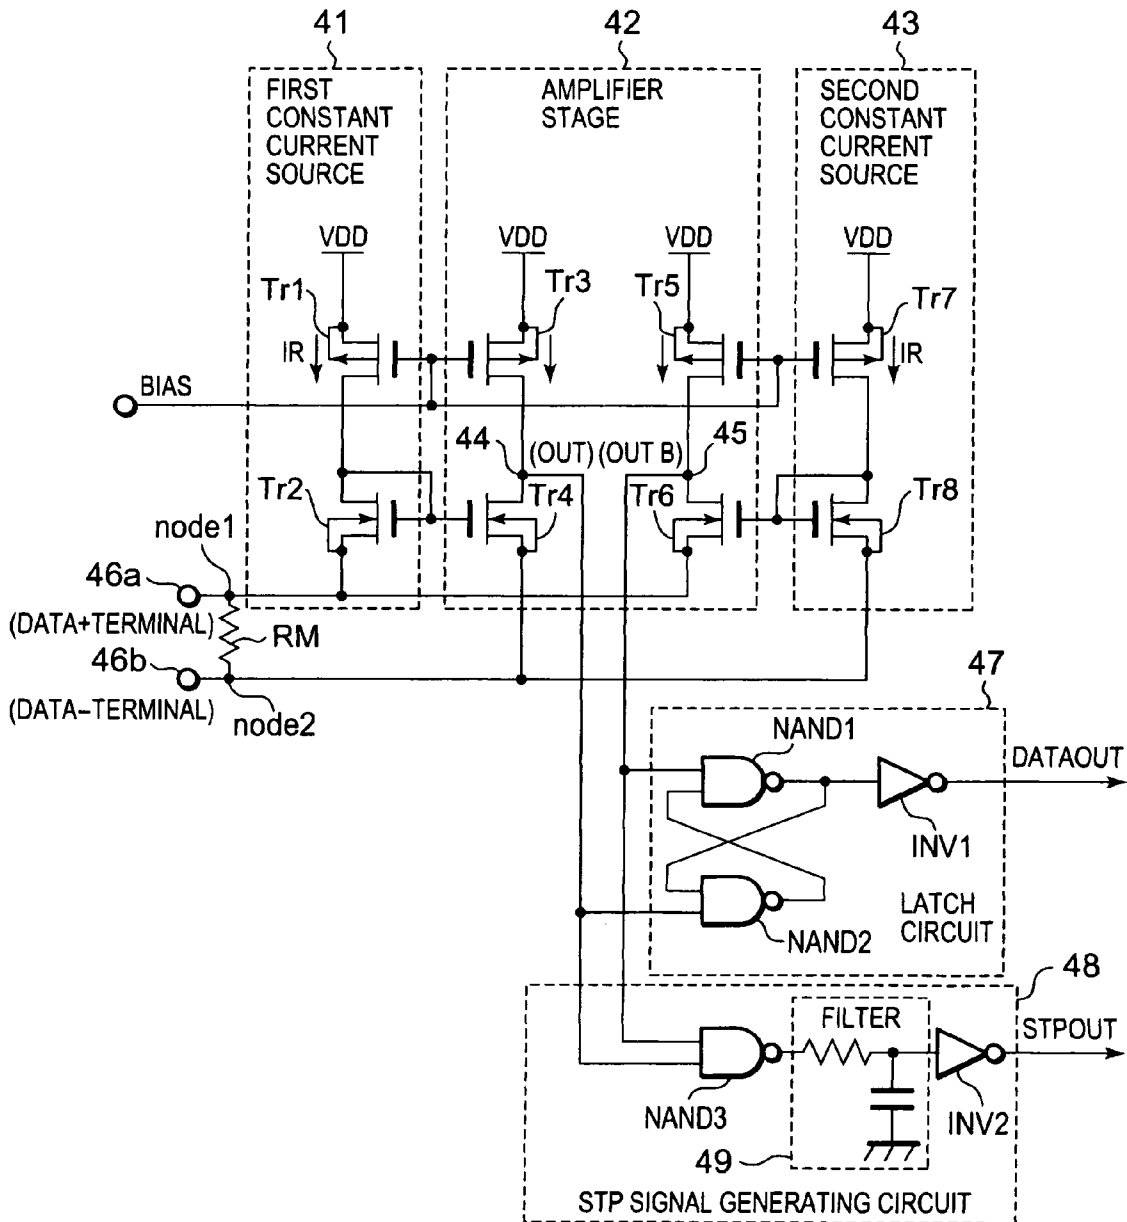 41
42
43
FIRST
CONSTANT
CURRENT
SOURCE
AMPLIFIER
STAGE
SECOND
CONSTANT
CURRENT
SOURCE
VDD
VDD
VDD
VDD
Tr1
Tr3
Tr5
Tr7
IR
IR
BIAS
44
(OUT)
(OUT B)
45
Tr2
Tr4
Tr6
Tr8
node1
46a
(DATA+TERMINAL)
RM
46b
(DATA−TERMINAL)
node2
47
NAND1
DATAOUT
INV1
NAND2
LATCH
CIRCUIT
48
FILTER
STPOUT
NAND3
INV2
49
STP SIGNAL GENERATING CIRCUIT